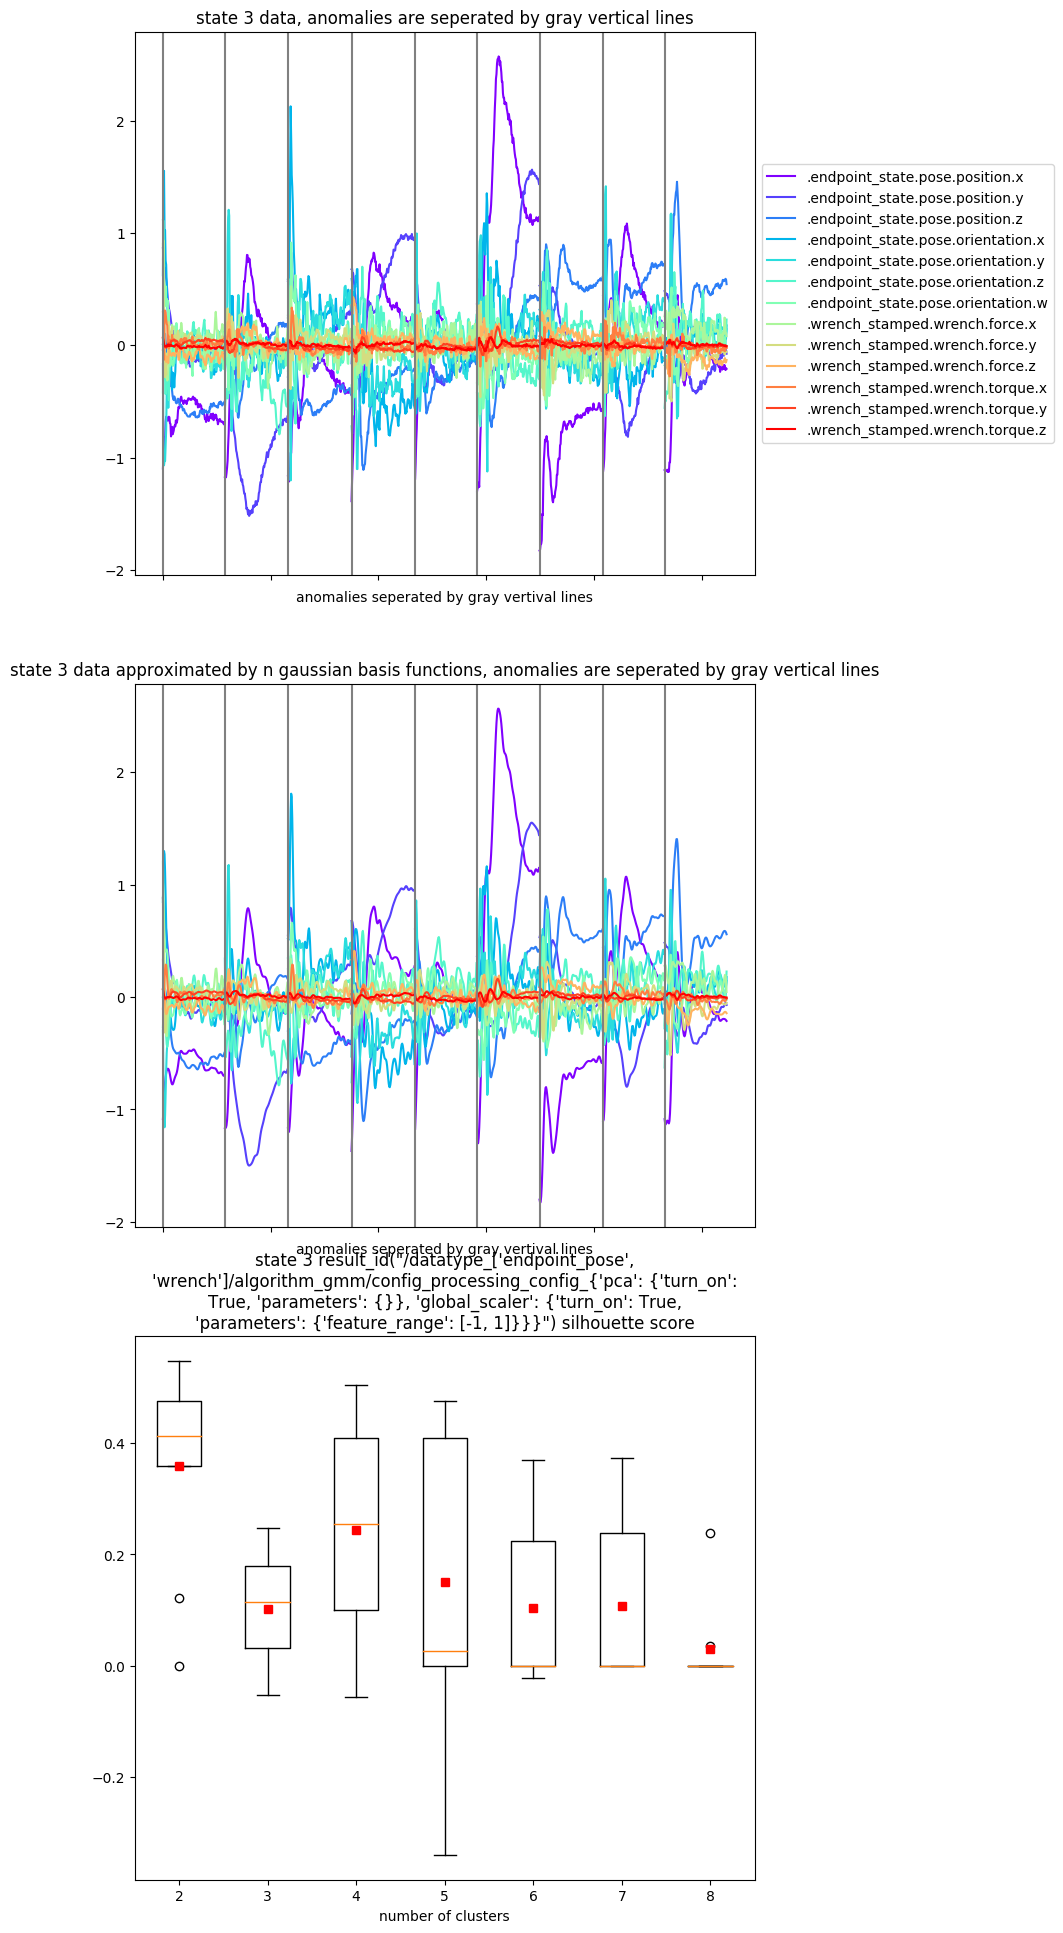 state 3 data, anomalies are seperated by gray vertical lines
2
1
0
−1
−2
.endpoint_state.pose.position.x
.endpoint_state.pose.position.y
.endpoint_state.pose.position.z
.endpoint_state.pose.orientation.x
.endpoint_state.pose.orientation.y
.endpoint_state.pose.orientation.z
.endpoint_state.pose.orientation.w
.wrench_stamped.wrench.force.x
.wrench_stamped.wrench.force.y
.wrench_stamped.wrench.force.z
.wrench_stamped.wrench.torque.x
.wrench_stamped.wrench.torque.y
.wrench_stamped.wrench.torque.z
anomalies seperated by gray vertival lines
state 3 data approximated by n gaussian basis functions, anomalies are seperated by gray vertical lines
2
1
0
−1
−2
anomalies seperated by gray vertival lines
state 3 result_id("/datatype_['endpoint_pose',
'wrench']/algorithm_gmm/config_processing_config_{'pca': {'turn_on':
True, 'parameters': {}}, 'global_scaler': {'turn_on': True,
'parameters': {'feature_range': [-1, 1]}}}") silhouette score
0.4
0.2
0.0
−0.2
2 3 4 5 6 7 8
number of clusters